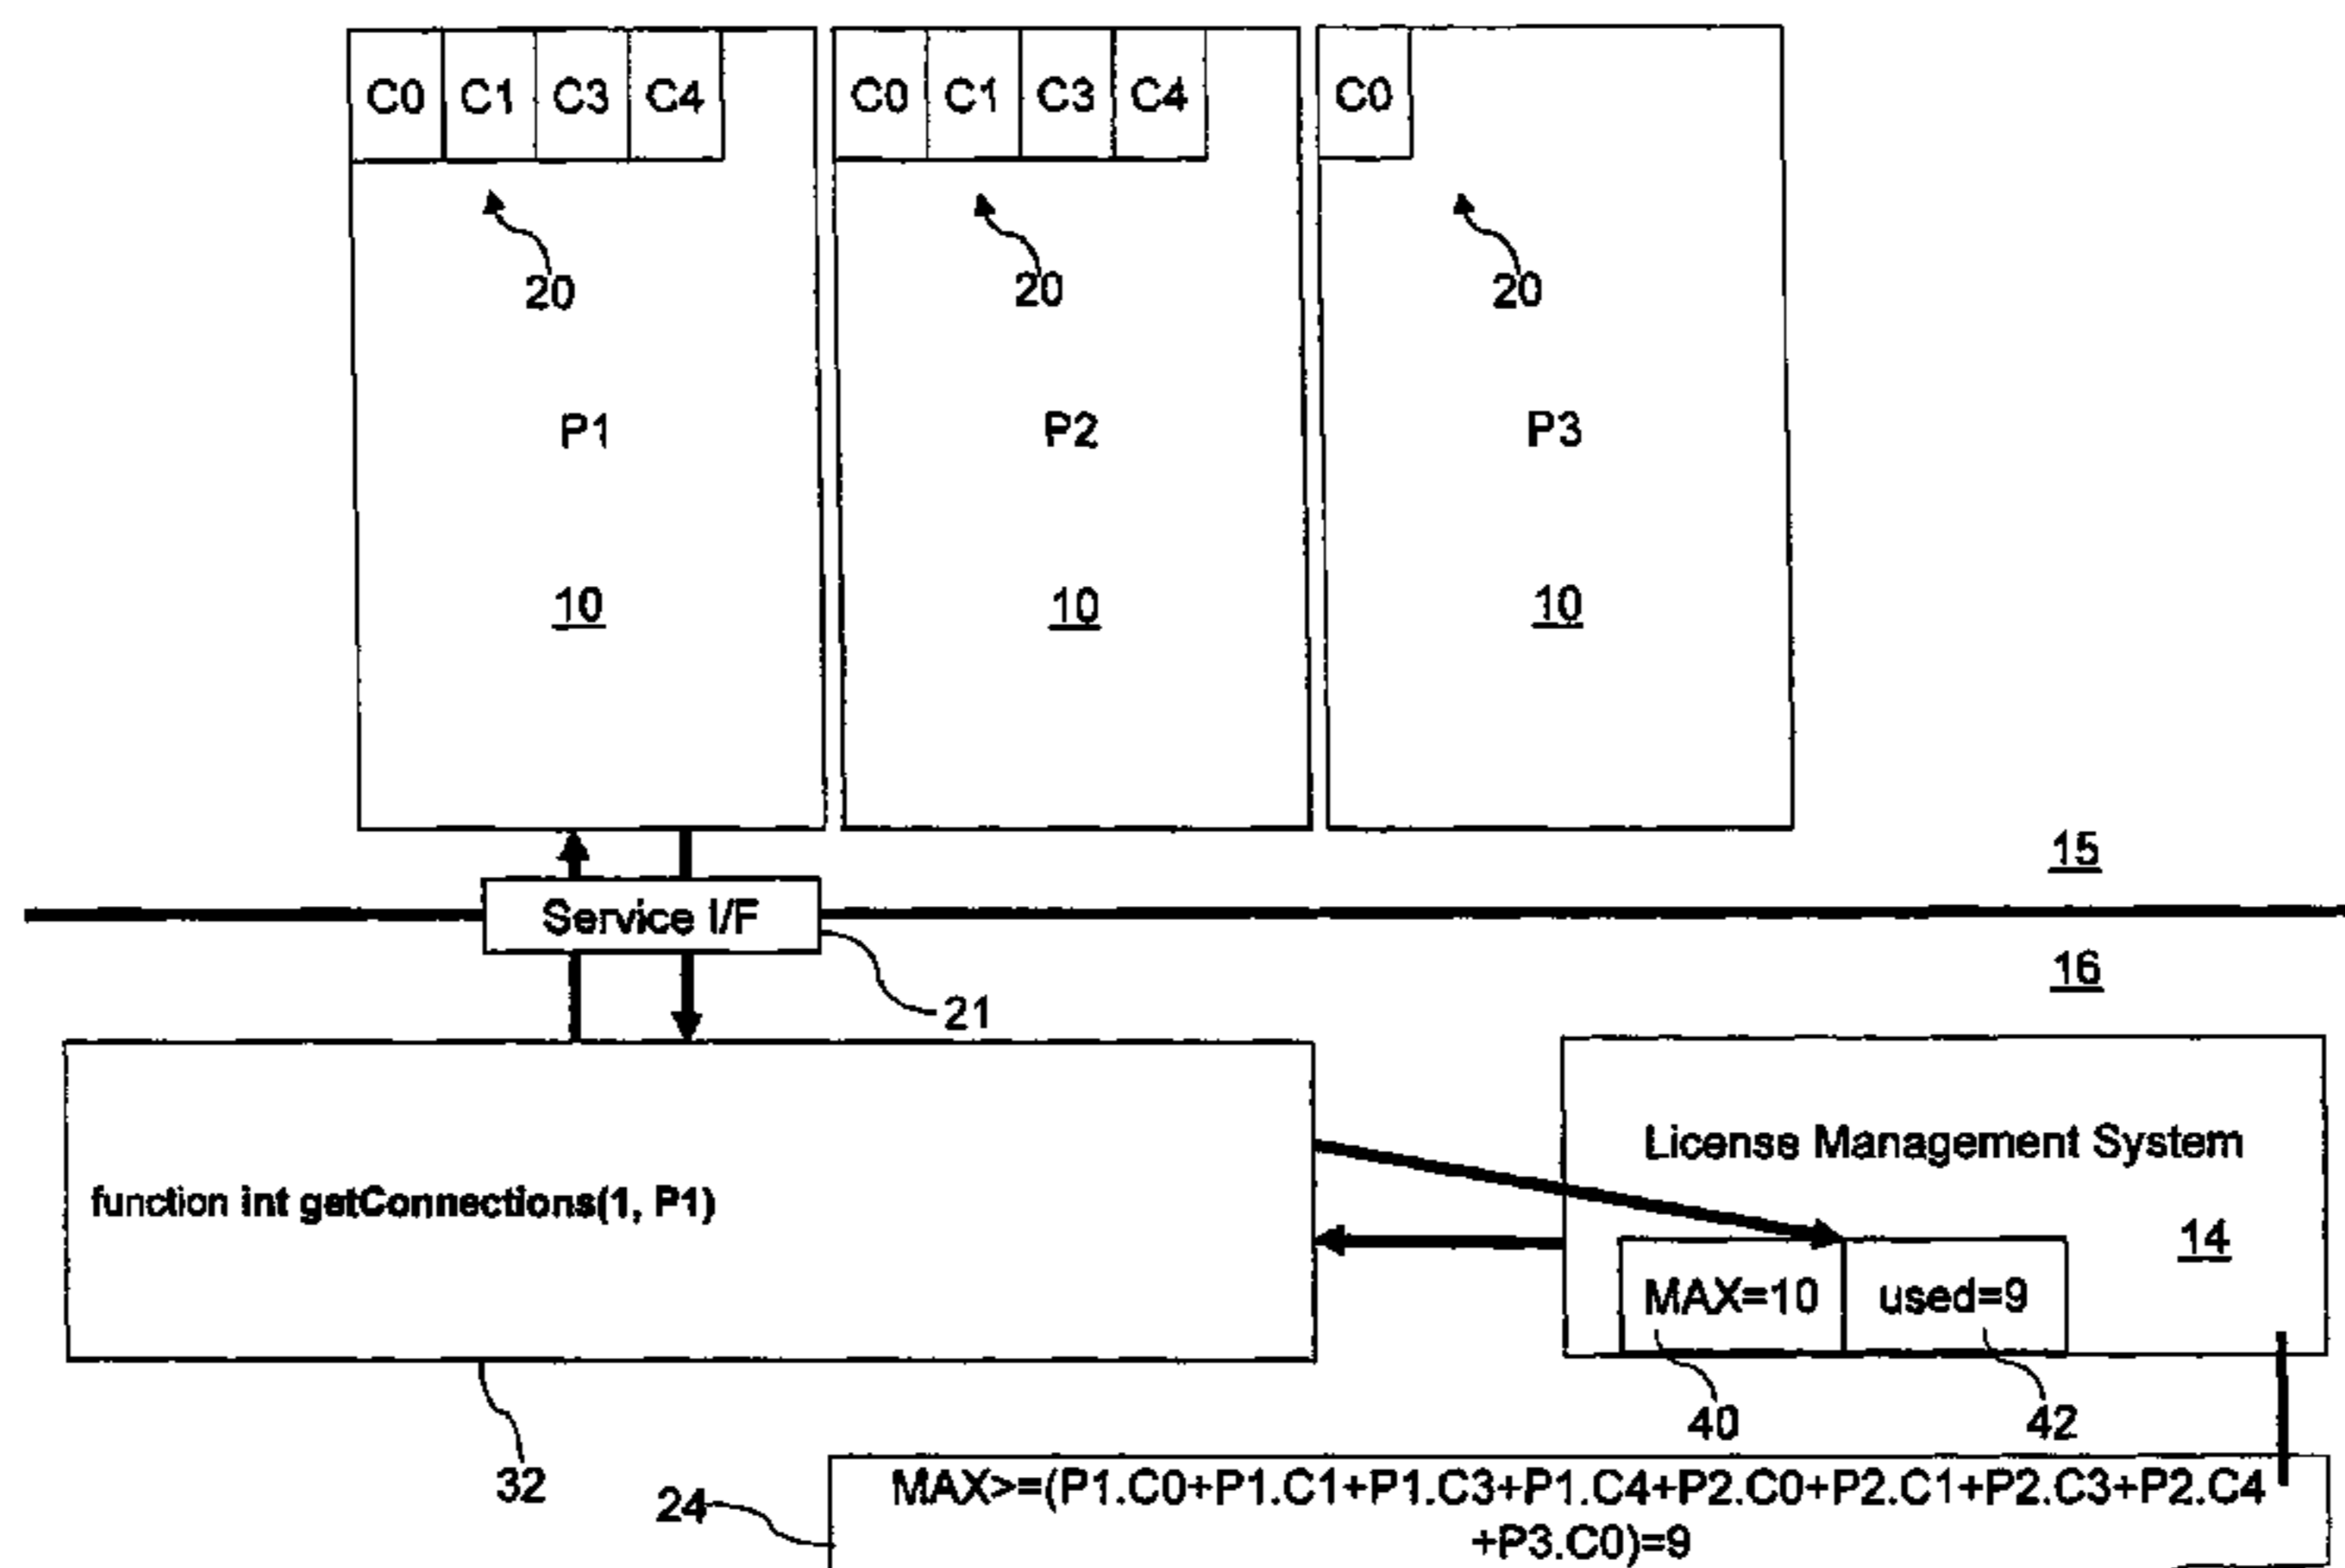 C0 C1 C3 C4 C0 C1 C3 C4 C0
20 20 20
P1 P2 P3
10 10 10
15
Service I/F
16
21
License Management System
function int getConnections(1, P1)
14
MAX=10 used=9
40 42
32
MAX>=(P1.C0+P1.C1+P1.C3+P1.C4+P2.C0+P2.C1+P2.C3+P2.C4
24
+P3.C0)=9